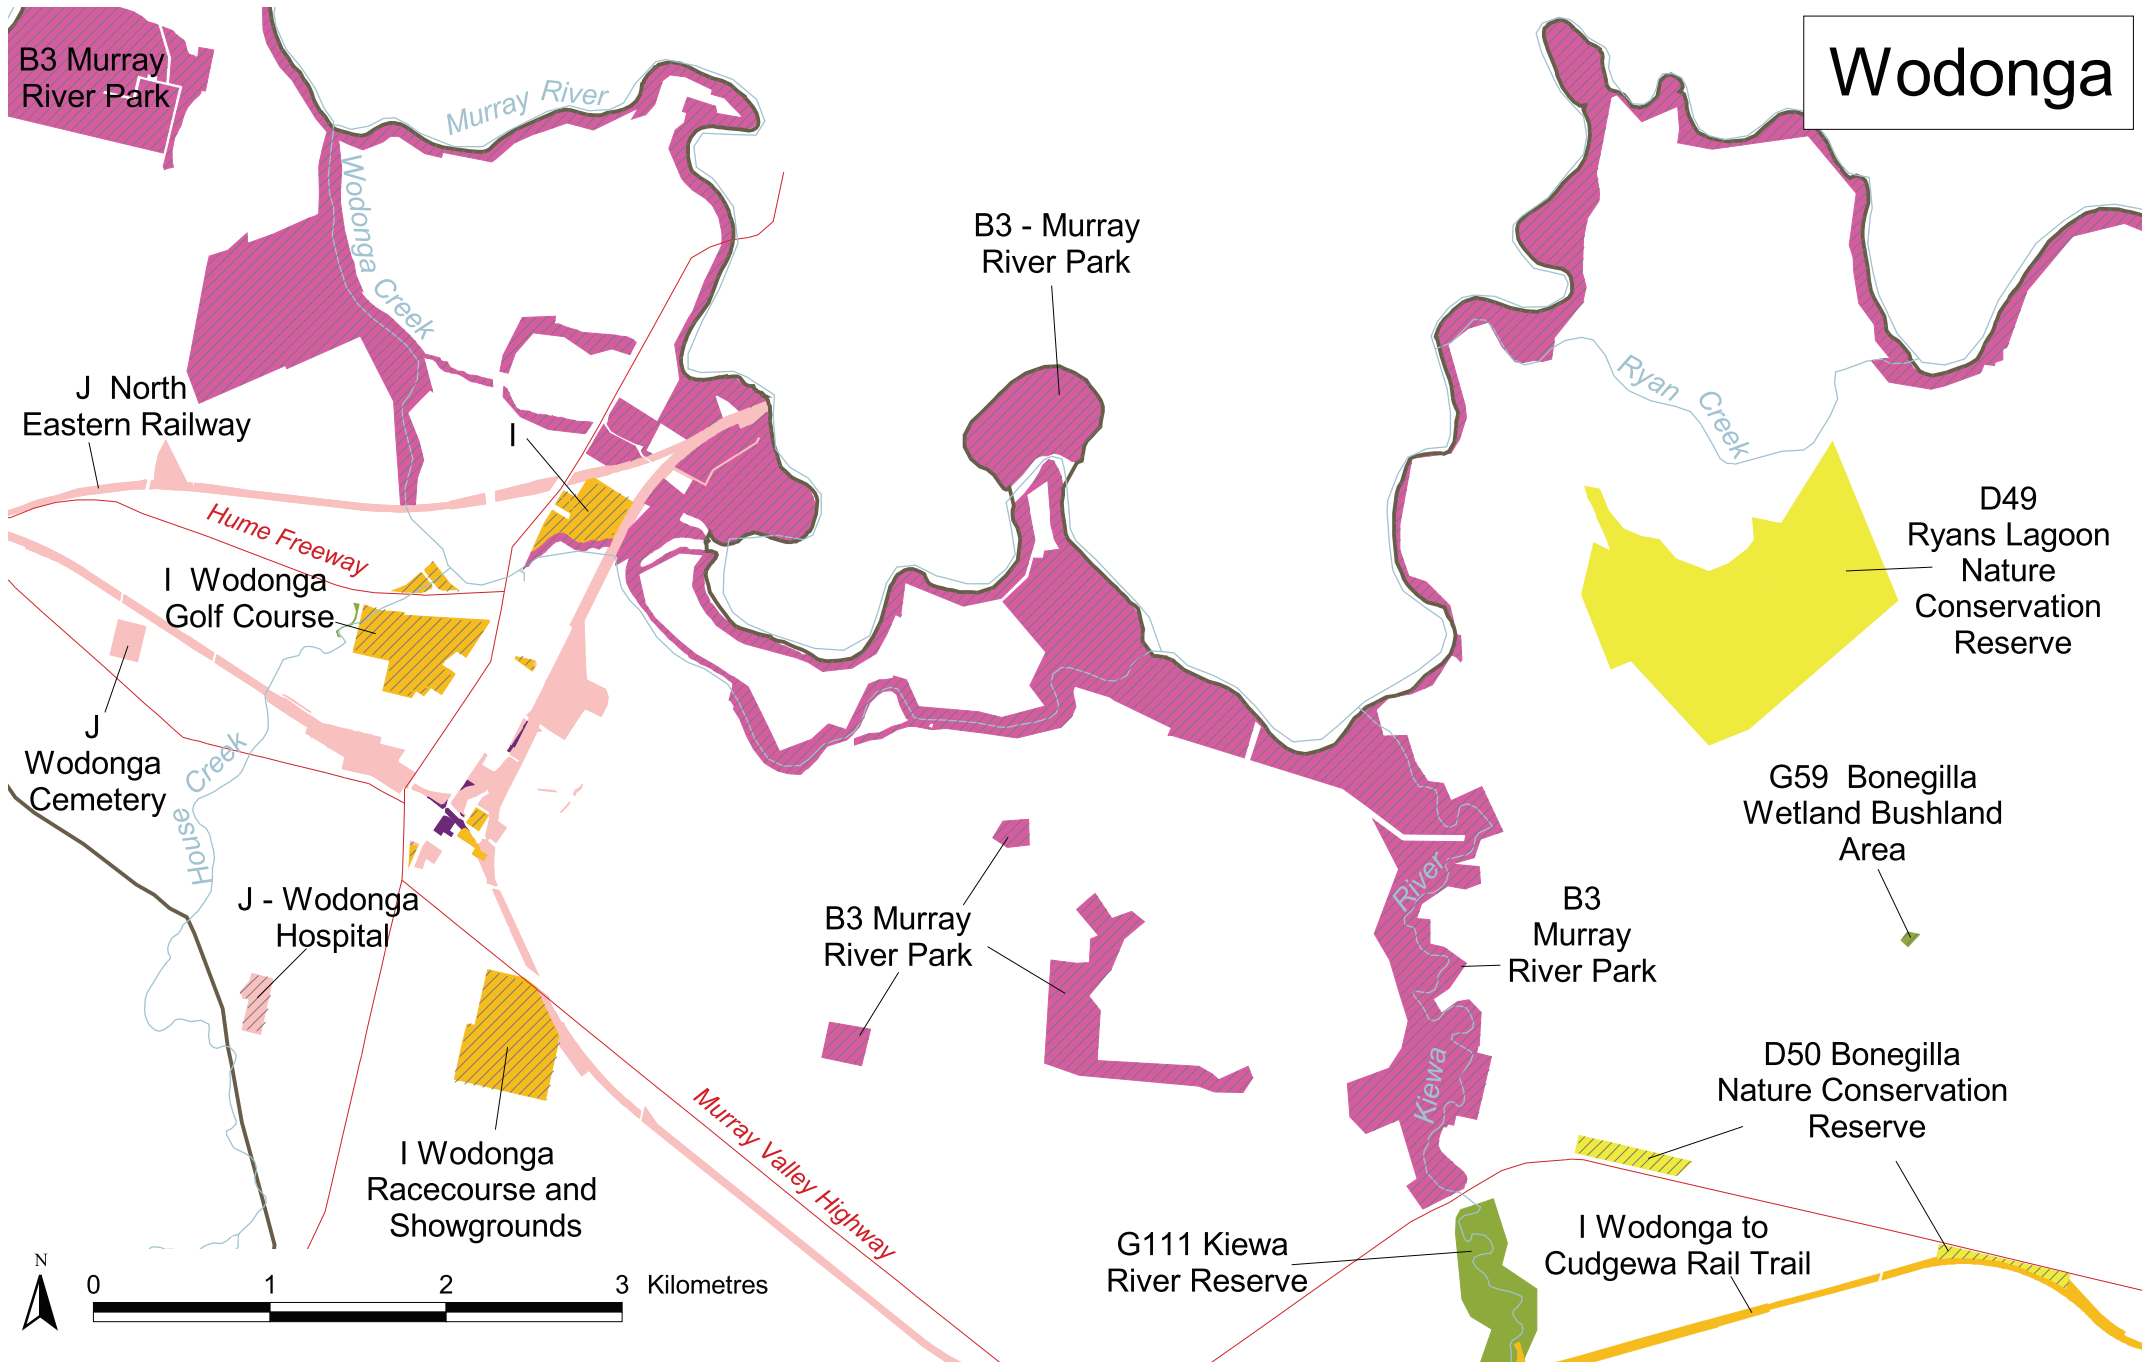 B3 Murray
River Park
Wodonga
Murray River
Wodonga Creek
B3 - Murray
River Park
Ryan Creek
J North
Eastern Railway
I
Hume Freeway
D49
Ryans Lagoon
Nature
Conservation
Reserve
I Wodonga
Golf Course
J
Wodonga
Cemetery
House Creek
G59 Bonegilla
Wetland Bushland
Area
J - Wodonga
Hospital
B3 Murray
River Park
B3
Murray
River Park
Kiewa River
D50 Bonegilla
Nature Conservation
Reserve
I Wodonga
Racecourse and
Showgrounds
Murray Valley Highway
G111 Kiewa
River Reserve
I Wodonga to
Cudgewa Rail Trail
N
0 1 2 3 Kilometres